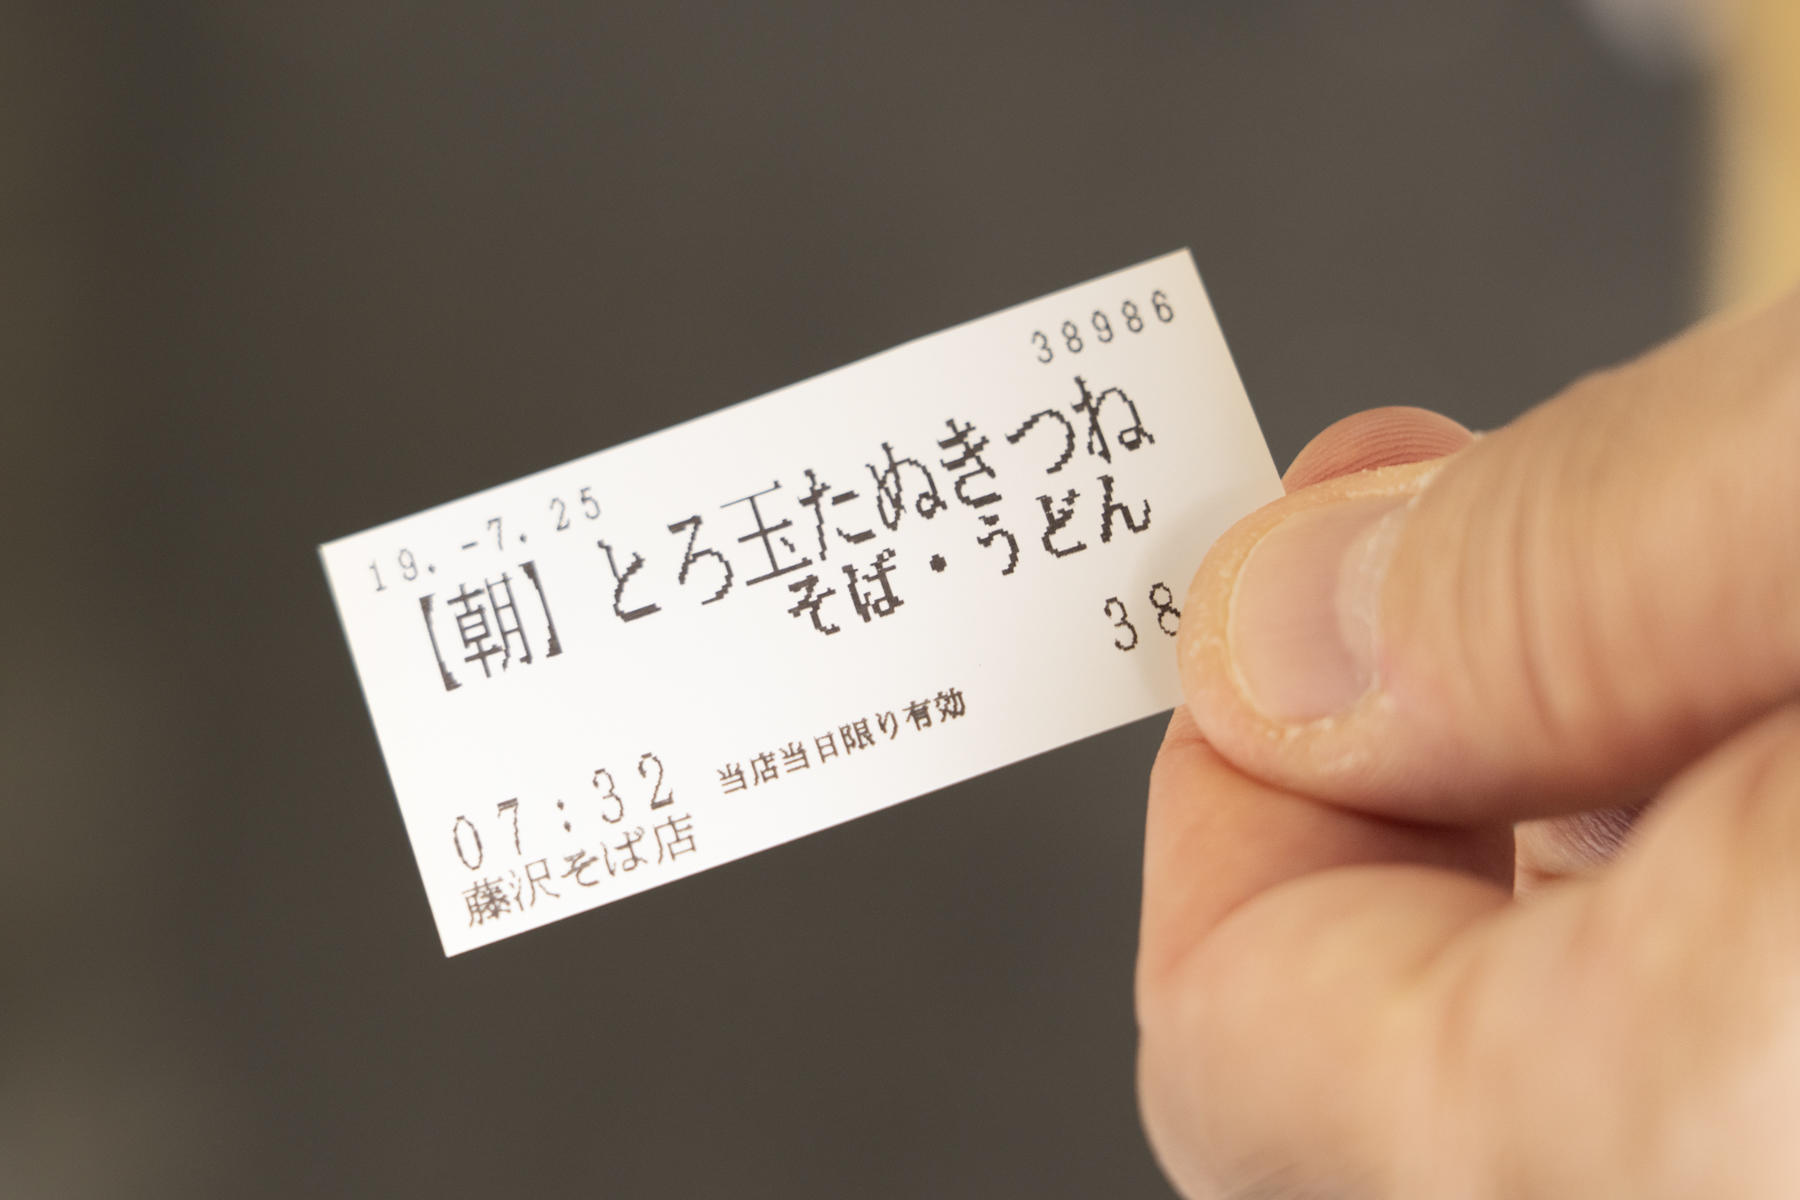 38986
19.-7.25
【朝】とろ玉たぬきつね
そば・うどん
38
07:32 当店当日限り有効
藤沢そば店